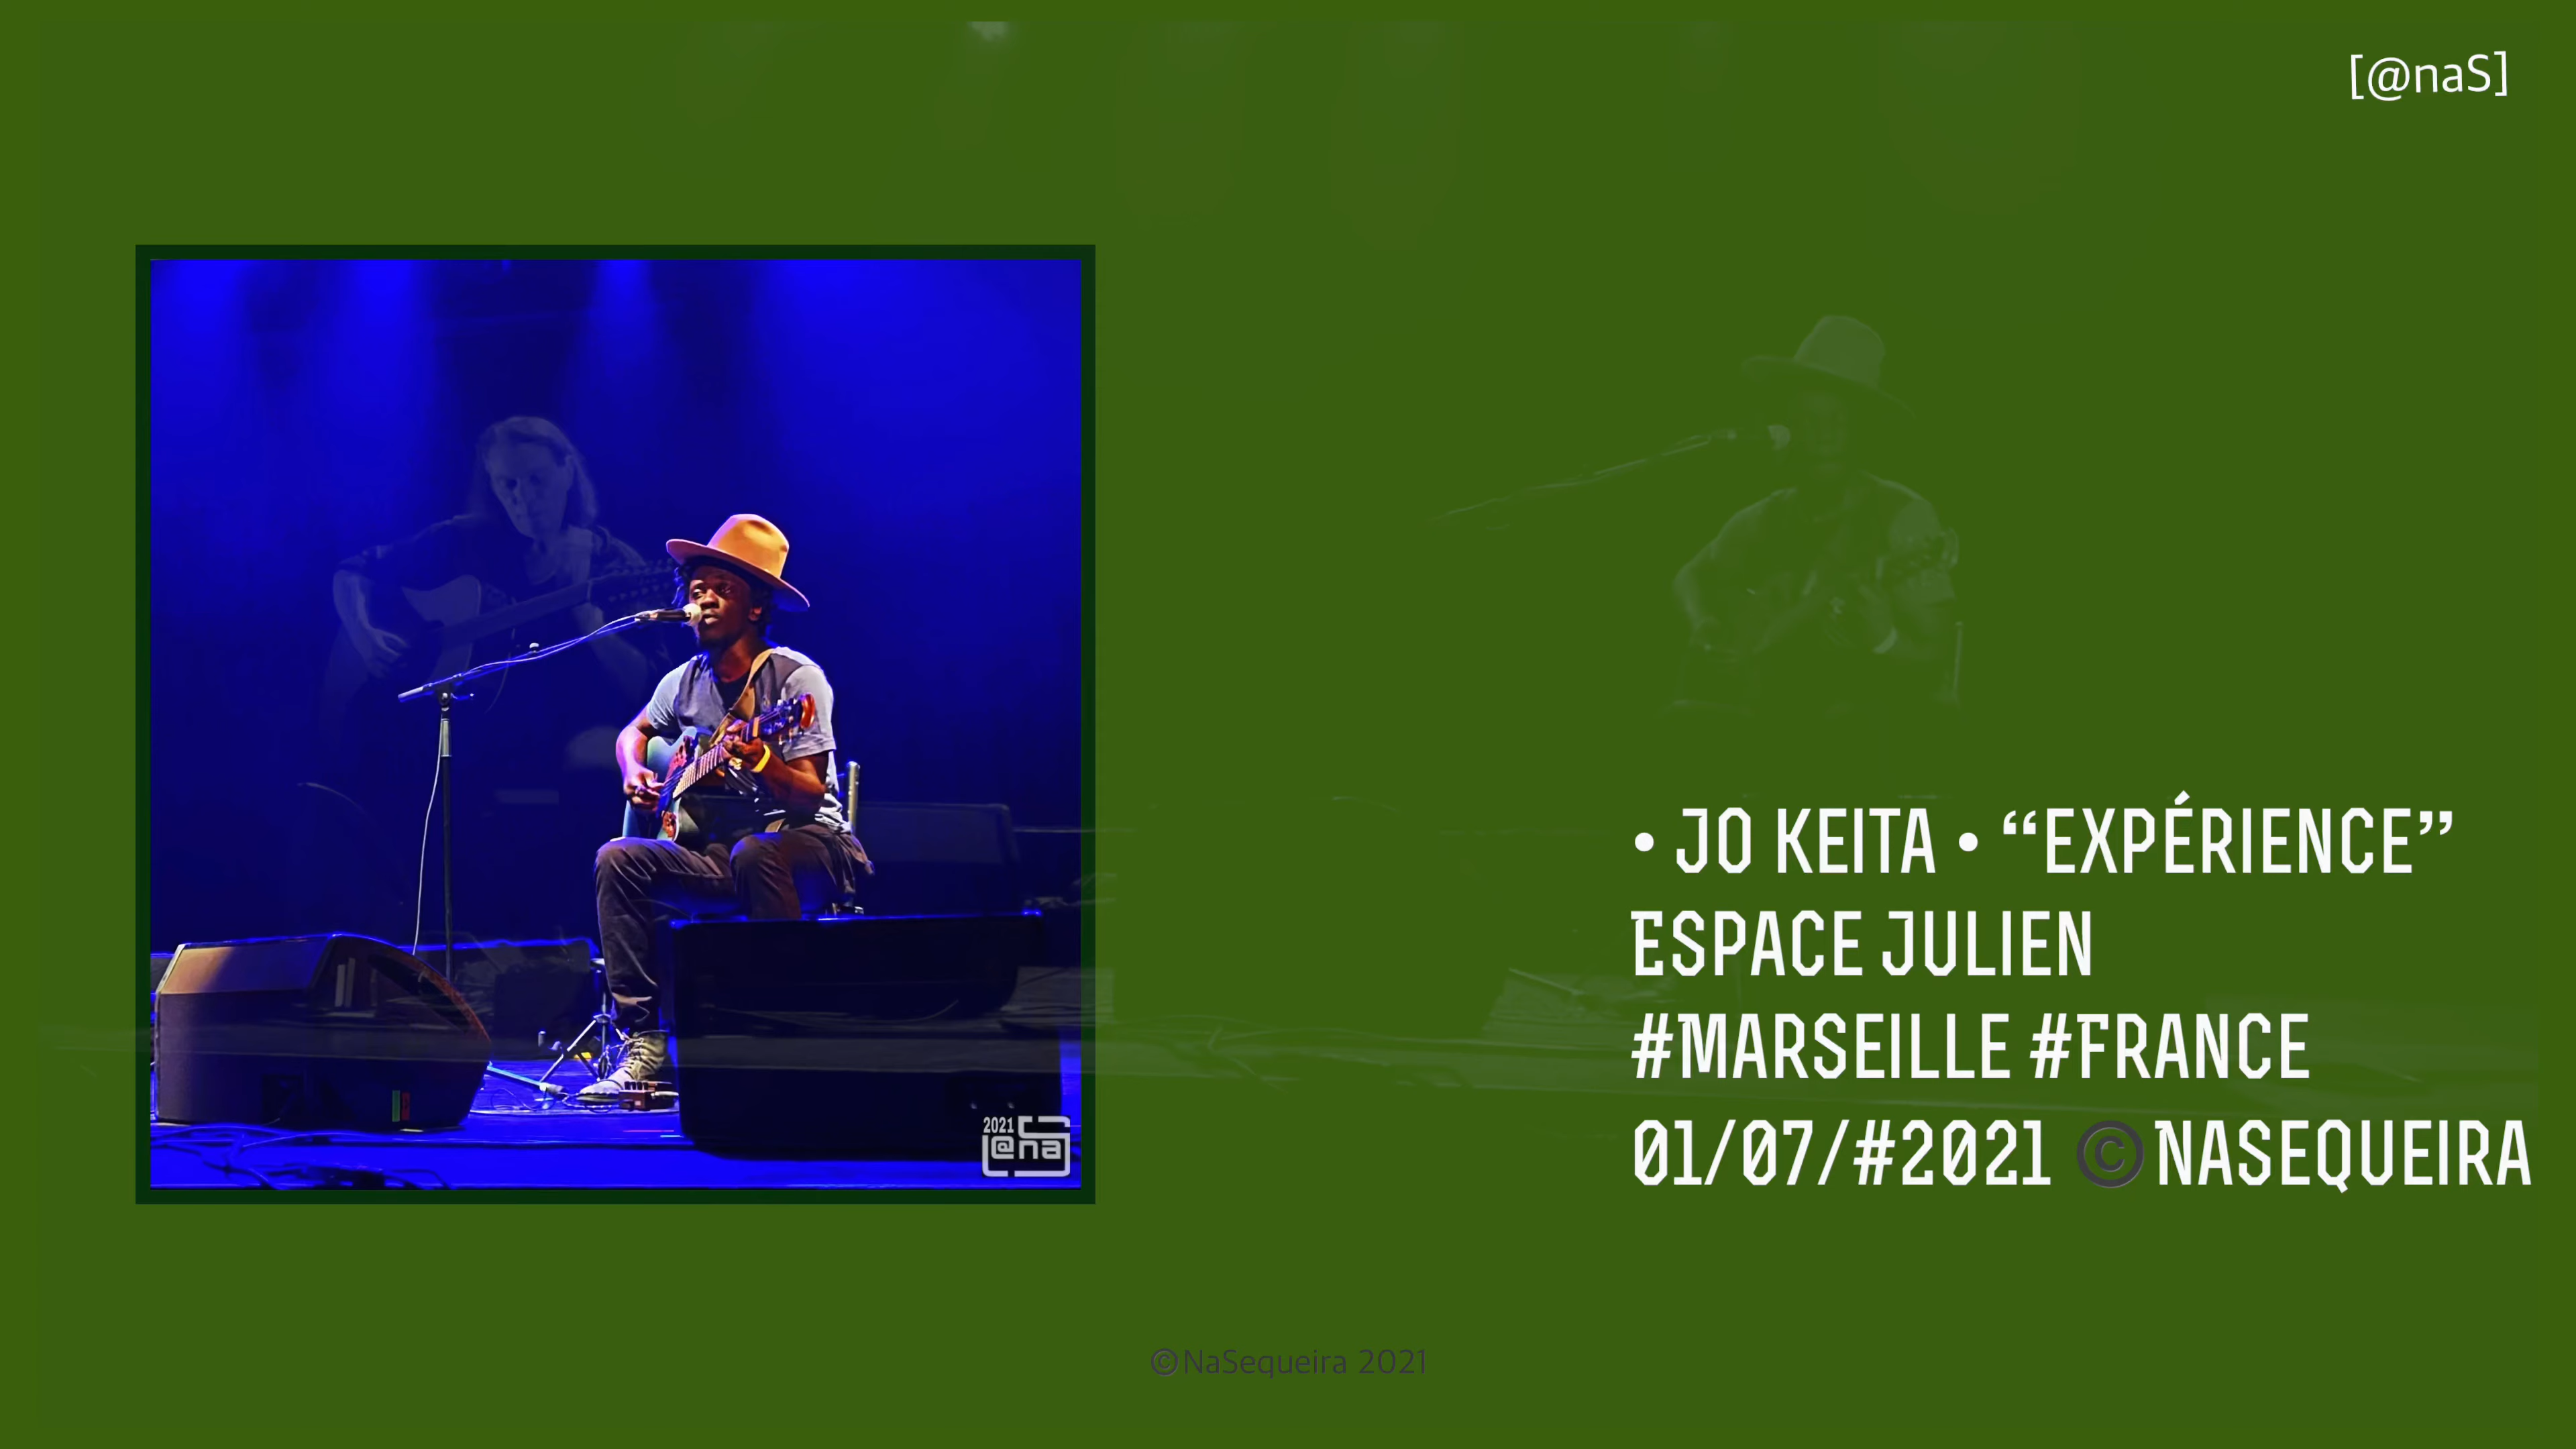 [@naS]
• JO KEITA • “EXPÉRIENCE”
ESPACE JULIEN
#MARSEILLE #FRANCE
01/07/#2021 ©NASEQUEIRA
2021
@na
©NaSequeira 2021